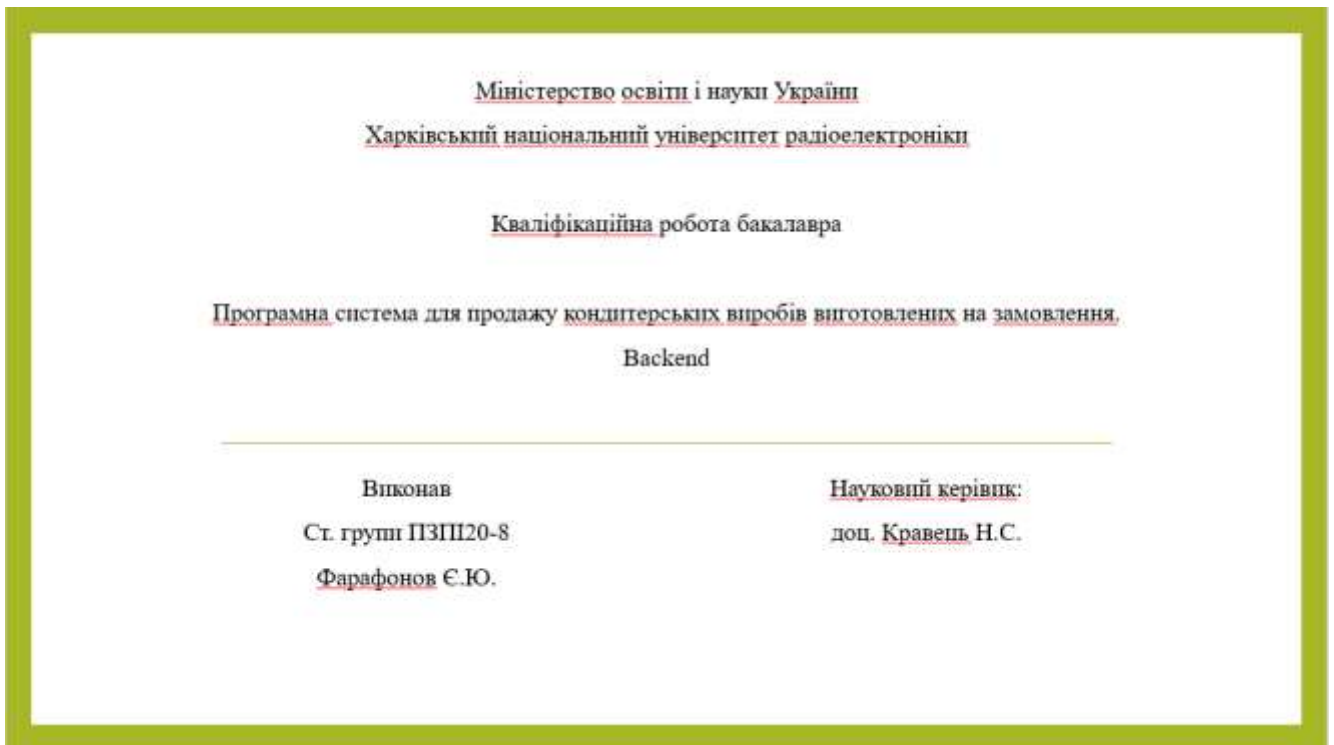 Міністерство освіти і науки України
Харківський національний університет радіоелектроніки
Кваліфікаційна робота бакалавра
Програмна система для продажу кондитерських виробів виготовлених на замовлення.
Backend
Виконав
Ст. групи ПЗПІ20-8
Фарафонов Є.Ю.
Науковий керівик:
доц. Кравець Н.С.